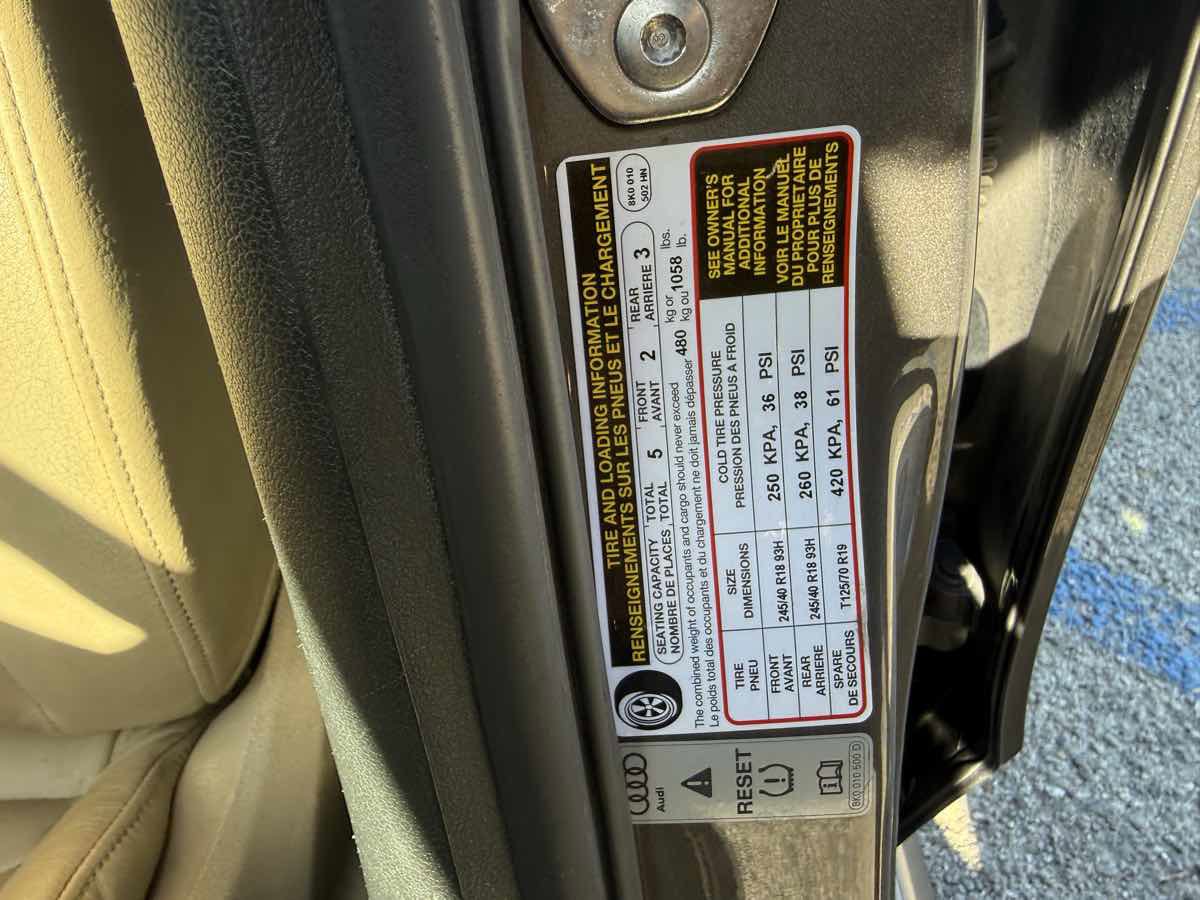 TIRE AND LOADING INFORMATION
RENSEIGNEMENTS SUR LES PNEUS ET LE CHARGEMENT
SEATING CAPACITY TOTAL 5 FRONT 2 REAR 3
NOMBRE DE PLACES TOTAL AVANT ARRIERE
8K0 010
502 HN
The combined weight of occupants and cargo should never exceed 480 kg or 1058 lbs.
Le poids total des occupants et du chargement ne doit jamais dépasser kg ou lb.
TIRE SIZE COLD TIRE PRESSURE
PNEU DIMENSIONS PRESSION DES PNEUS A FROID
FRONT
AVANT 245/40 R18 93H 250 KPA, 36 PSI
REAR
ARRIERE 245/40 R18 93H 260 KPA, 38 PSI
SPARE
DE SECOURS T125/70 R19 420 KPA, 61 PSI
SEE OWNER'S
MANUAL FOR
ADDITIONAL
INFORMATION
VOIR LE MANUEL
DU PROPRIETAIRE
POUR PLUS DE
RENSEIGNEMENTS
Audi
RESET
8K0 010 500 D